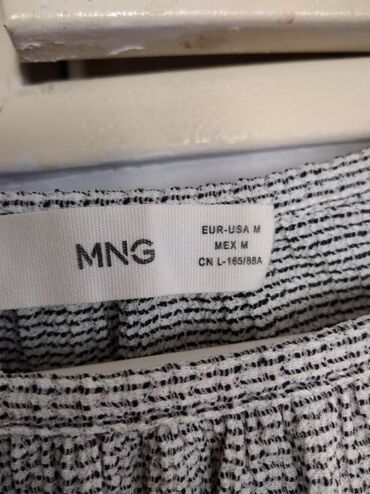 MNG
EUR-USA M
MEX M
CN L-165/88A